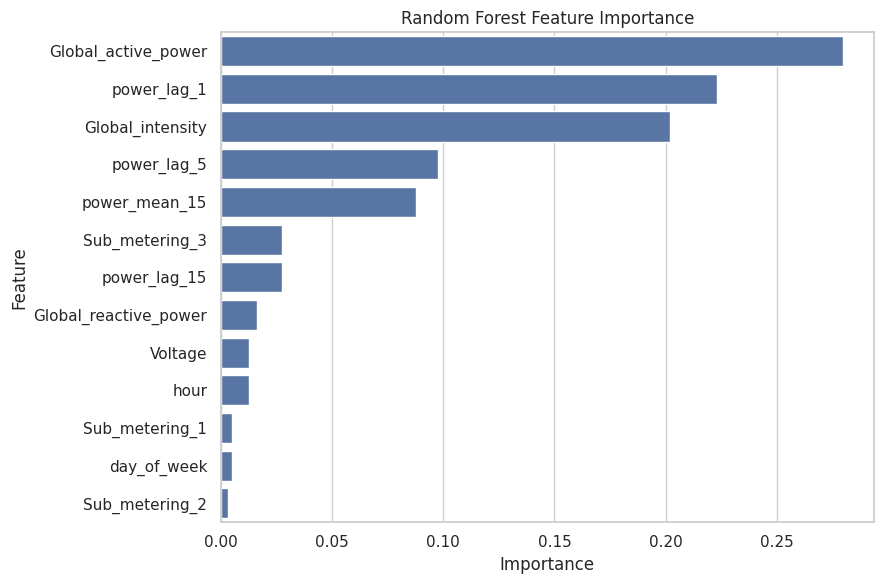 Random Forest Feature Importance
Global_active_power
power_lag_1
Global_intensity
power_lag_5
power_mean_15
Sub_metering_3
power_lag_15
Global_reactive_power
Voltage
hour
Sub_metering_1
day_of_week
Sub_metering_2
Feature
0.00 0.05 0.10 0.15 0.20 0.25
Importance